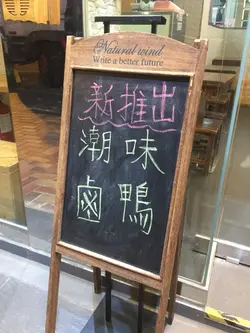 Natural wind
Write a better future
新推出
潮味
鹵鴨